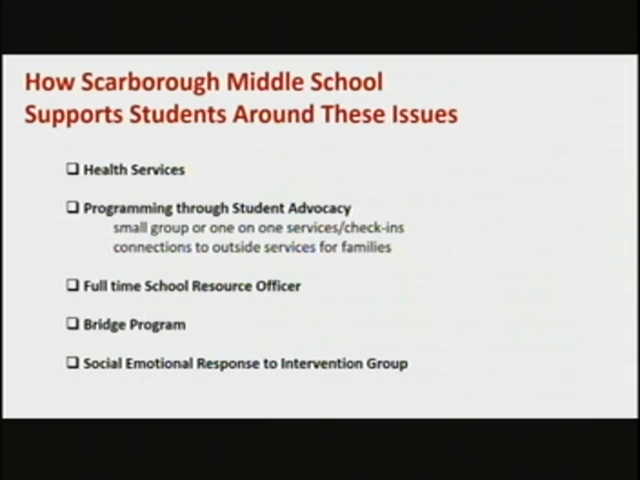 How Scarborough Middle School
Supports Students Around These Issues
❑ Health Services
❑ Programming through Student Advocacy
small group or one on one services/check-ins
connections to outside services for families
❑ Full time School Resource Officer
❑ Bridge Program
❑ Social Emotional Response to Intervention Group